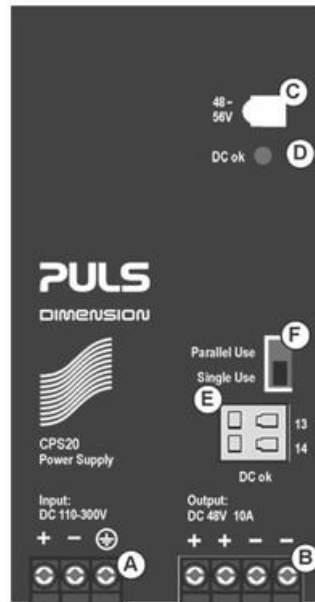 C
48-
56V
DC ok
D
PULS
DIMENSION
F
Parallel Use
Single Use
E
13
14
CPS20
Power Supply
DC ok
Input:
DC 110-300V
Output:
DC 48V 10A
+ -
+ + - -
A
B